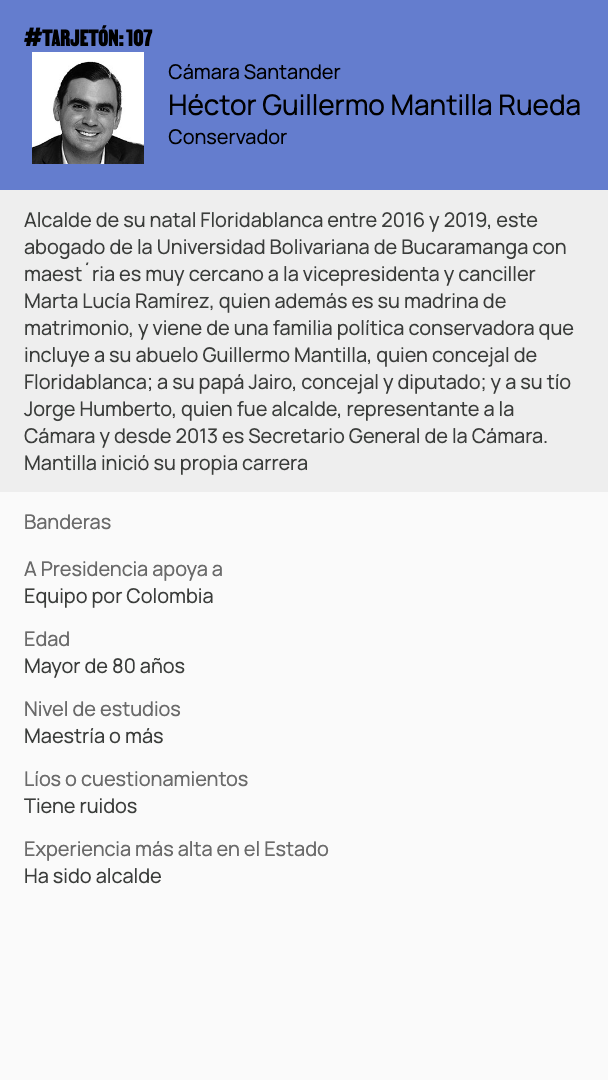 #TARJETÓN: 107
Cámara Santander
Héctor Guillermo Mantilla Rueda
Conservador
Alcalde de su natal Floridablanca entre 2016 y 2019, este
abogado de la Universidad Bolivariana de Bucaramanga con
maest´ria es muy cercano a la vicepresidenta y canciller
Marta Lucía Ramírez, quien además es su madrina de
matrimonio, y viene de una familia política conservadora que
incluye a su abuelo Guillermo Mantilla, quien concejal de
Floridablanca; a su papá Jairo, concejal y diputado; y a su tío
Jorge Humberto, quien fue alcalde, representante a la
Cámara y desde 2013 es Secretario General de la Cámara.
Mantilla inició su propia carrera
Banderas
A Presidencia apoya a
Equipo por Colombia
Edad
Mayor de 80 años
Nivel de estudios
Maestría o más
Líos o cuestionamientos
Tiene ruidos
Experiencia más alta en el Estado
Ha sido alcalde